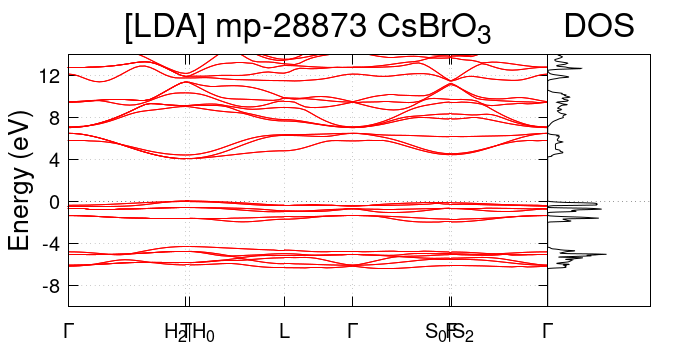 [LDA] mp-28873 CsBrO₃ DOS
Energy (eV)
12
8
4
0
-4
-8
Γ H₂|T|H₀ L Γ S₀|F|S₂ Γ